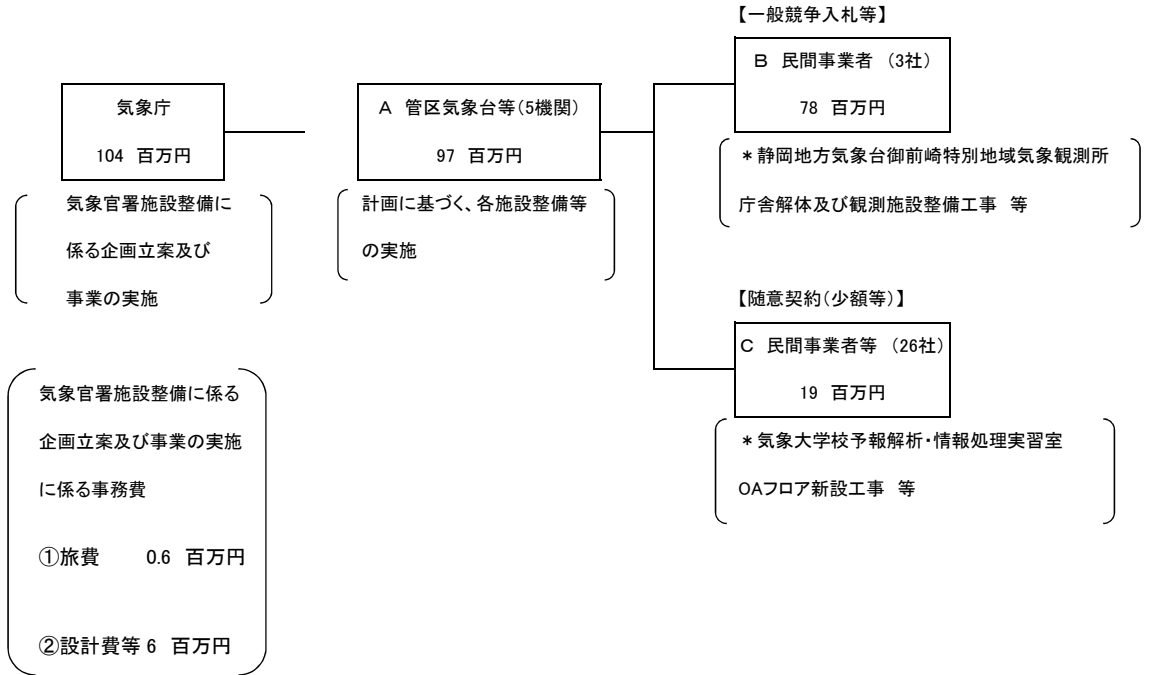 気象庁
104 百万円
気象官署施設整備に
係る企画立案及び
事業の実施
気象官署施設整備に係る
企画立案及び事業の実施
に係る事務費
①旅費 0.6 百万円
②設計費等 6 百万円
A 管区気象台等(5機関)
97 百万円
計画に基づく、各施設整備等
の実施
【一般競争入札等】
B 民間事業者 (3社)
78 百万円
*静岡地方気象台御前崎特別地域気象観測所
庁舎解体及び観測施設整備工事 等
【随意契約(少額等)】
C 民間事業者等 (26社)
19 百万円
*気象大学校予報解析・情報処理実習室
OAフロア新設工事 等